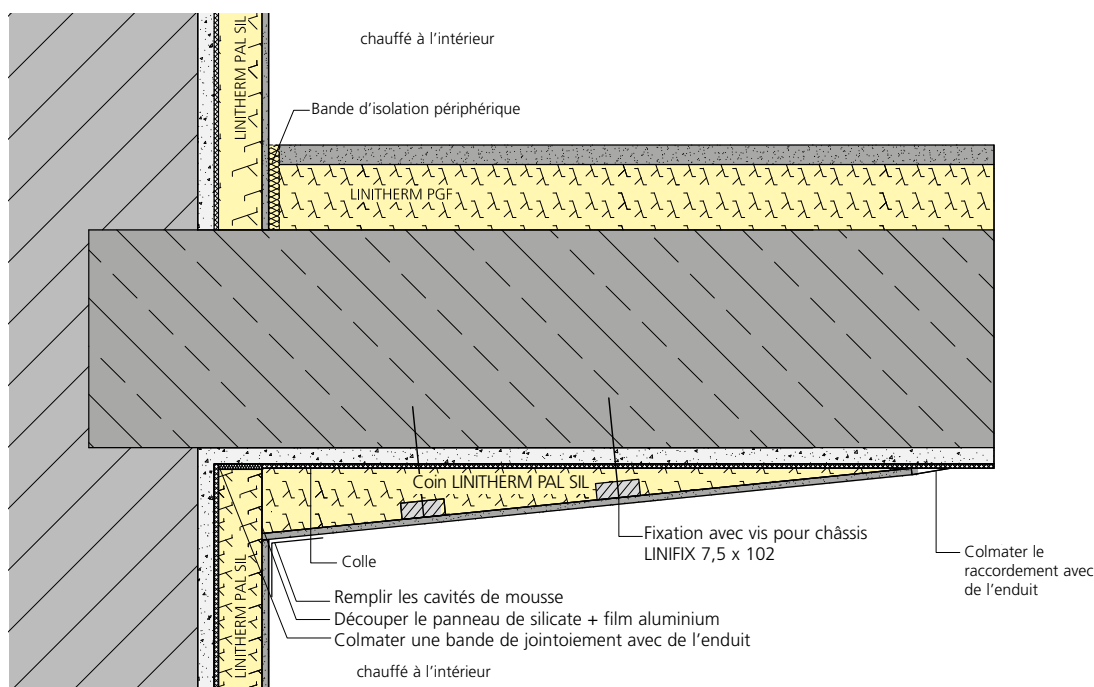 chauffé à l’intérieur
LINITHERM PAL SIL
Bande d’isolation périphérique
LINITHERM PGF
Coin LINITHERM PAL SIL
Fixation avec vis pour châssis
LINIFIX 7,5 x 102
Colmater le
raccordement avec
de l’enduit
Colle
LINITHERM PAL SIL
Remplir les cavités de mousse
Découper le panneau de silicate + film aluminium
Colmater une bande de jointoiement avec de l’enduit
chauffé à l’intérieur